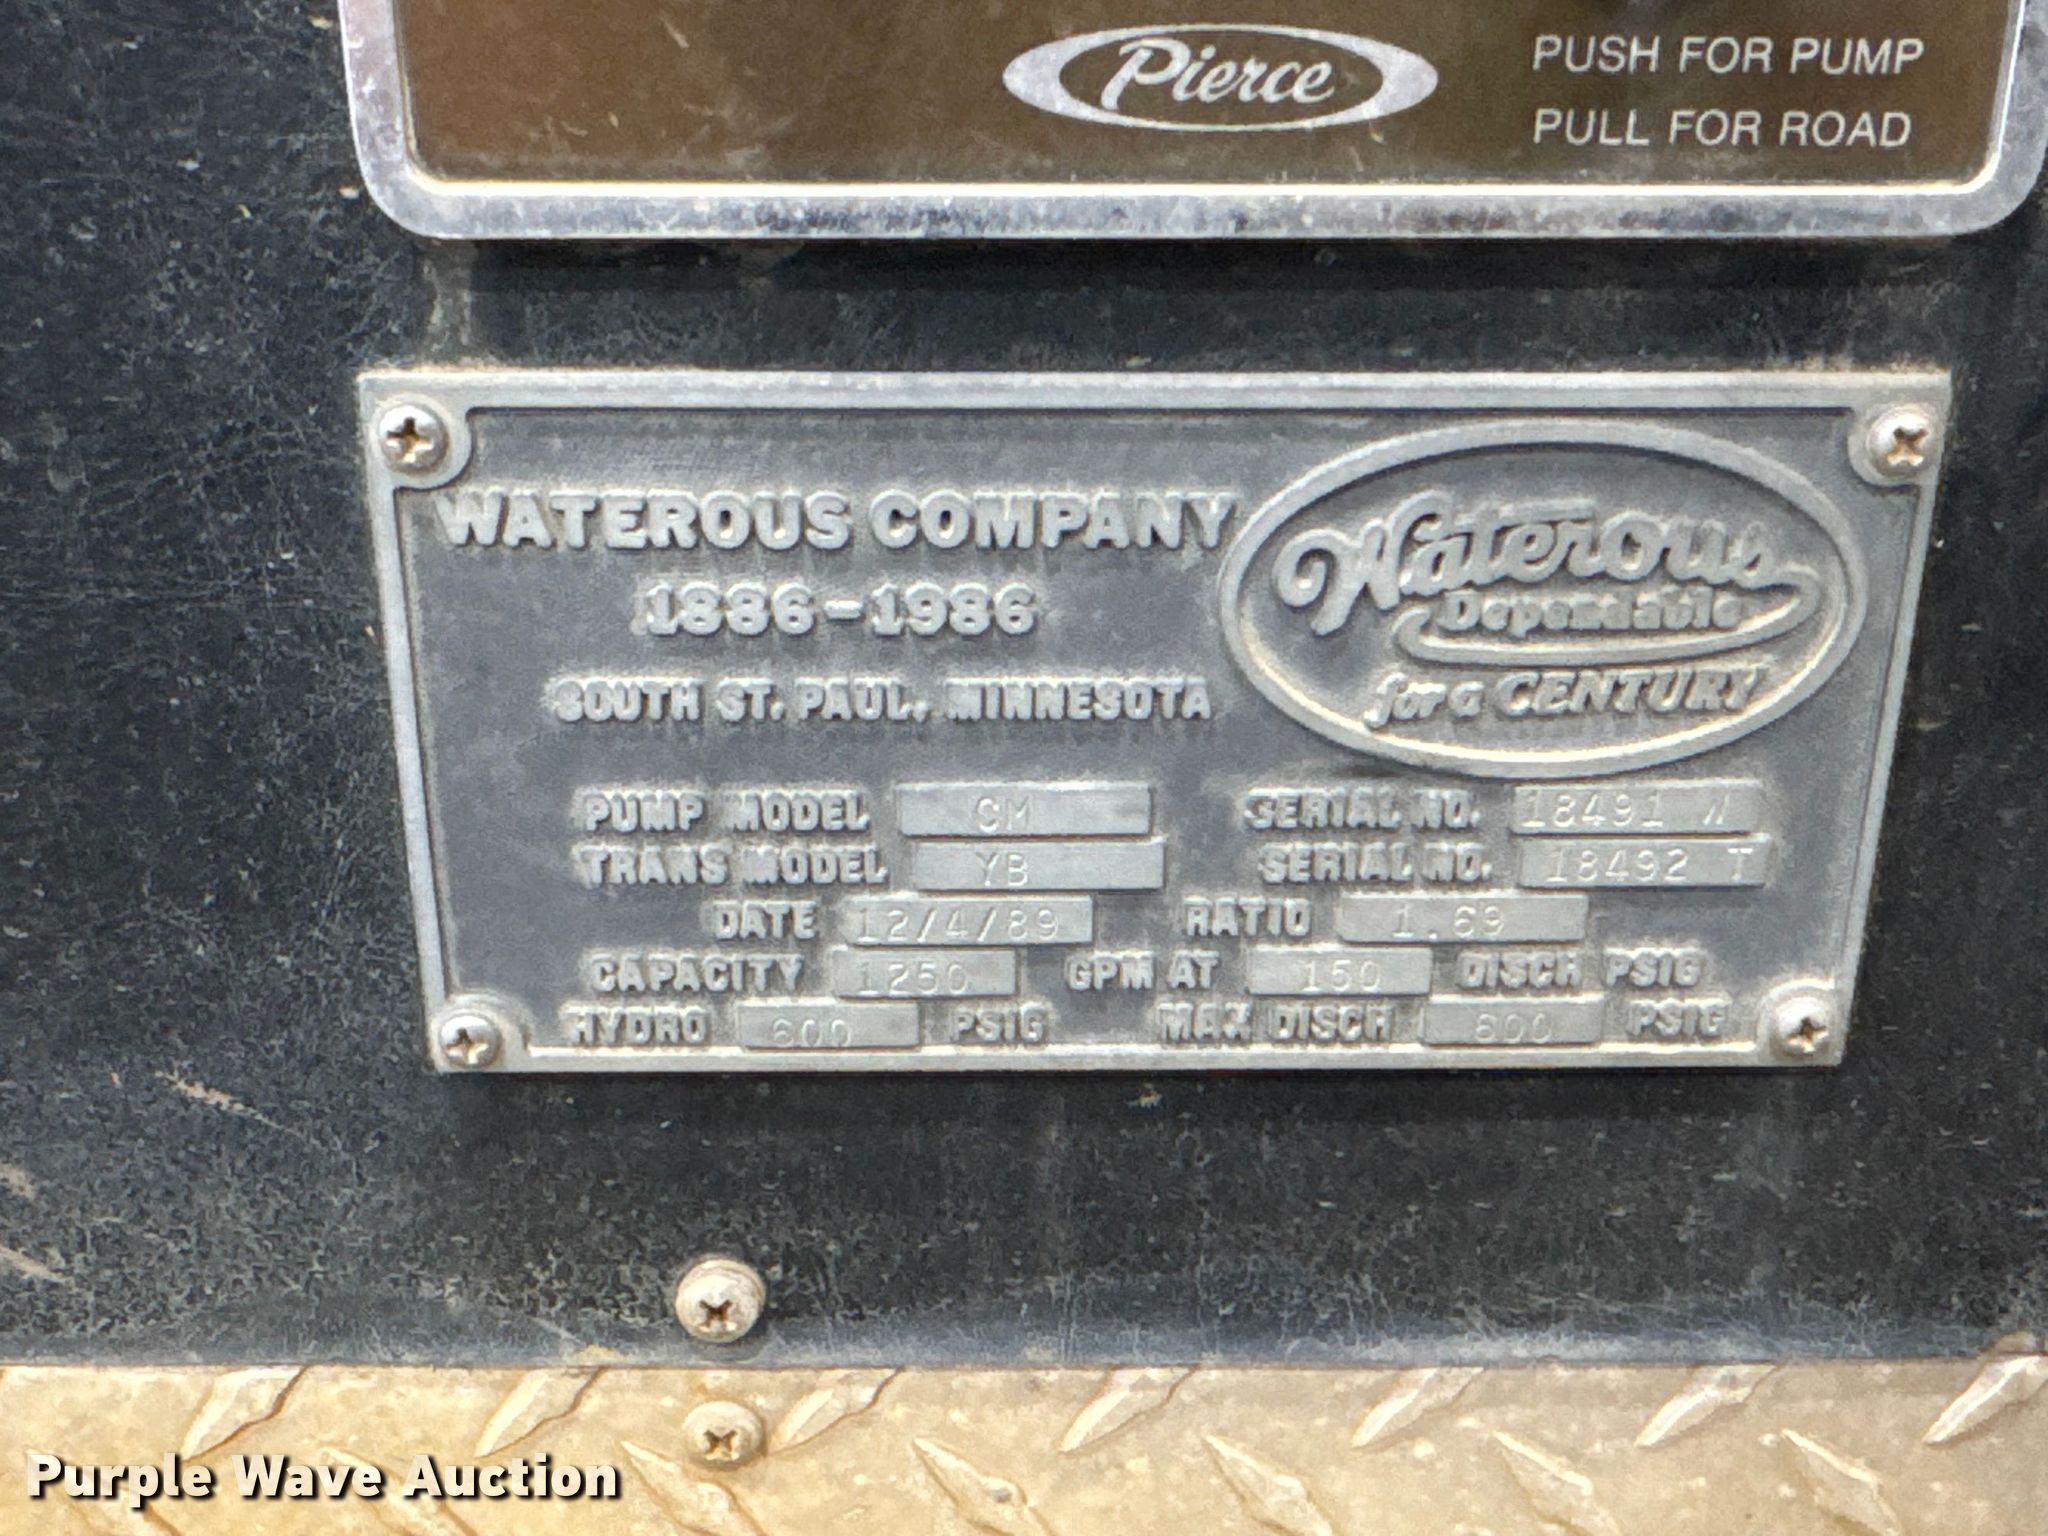 Pierce
PUSH FOR PUMP
PULL FOR ROAD
WATEROUS COMPANY
1886-1986
SOUTH ST. PAUL, MINNESOTA
Waterous
Dependable
for a CENTURY
PUMP MODEL CM SERIAL NO. 18491 W
TRANS MODEL YB SERIAL NO. 18492 T
DATE 12/4/89 RATIO 1.69
CAPACITY 1250 GPM AT 150 DISCH PSIG
HYDRO 600 PSIG MAX DISCH 600 PSIG
Purple Wave Auction